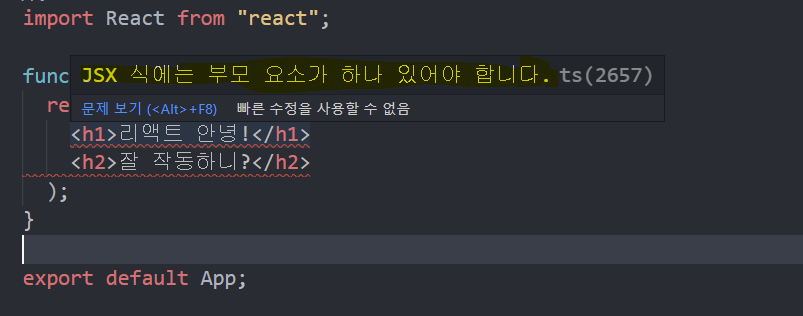 import React from "react";
func
JSX 식에는 부모 요소가 하나 있어야 합니다.ts(2657)
re
문제 보기 (<Alt>+F8) 빠른 수정을 사용할 수 없음
<h1>리액트 안녕!</h1>
<h2>잘 작동하니?</h2>
);
}
export default App;